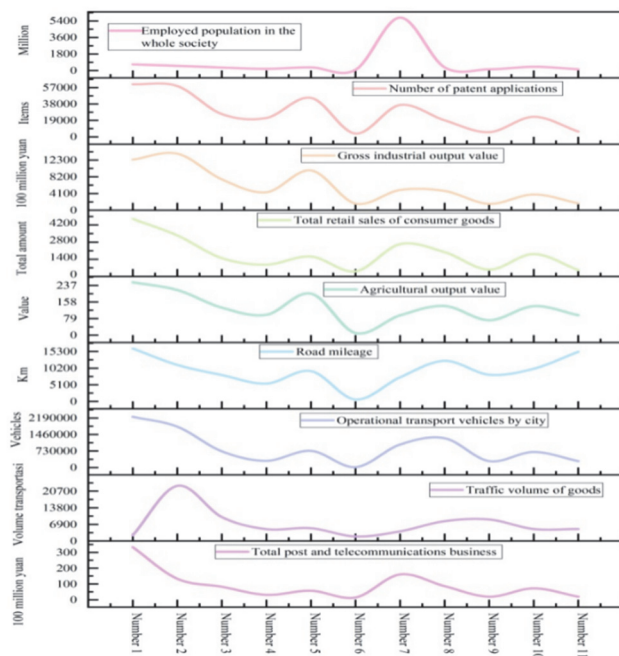 Million
5400
3600
1800
0
Employed population in the
whole society
Items
57000
38000
19000
0
Number of patent applications
100 million yuan
12300
8200
4100
0
Gross industrial output value
Total amount
4200
2800
1400
0
Total retail sales of consumer goods
Value
237
158
79
0
Agricultural output value
Km
15300
10200
5100
0
Road mileage
Vehicles
2190000
1460000
730000
0
Operational transport vehicles by city
Volume transportasi
20700
13800
6900
0
Traffic volume of goods
100 million yuan
300
200
100
0
Total post and telecommunications business
Number 1
Number 2
Number 3
Number 4
Number 5
Number 6
Number 7
Number 8
Number 9
Number 10
Number 11